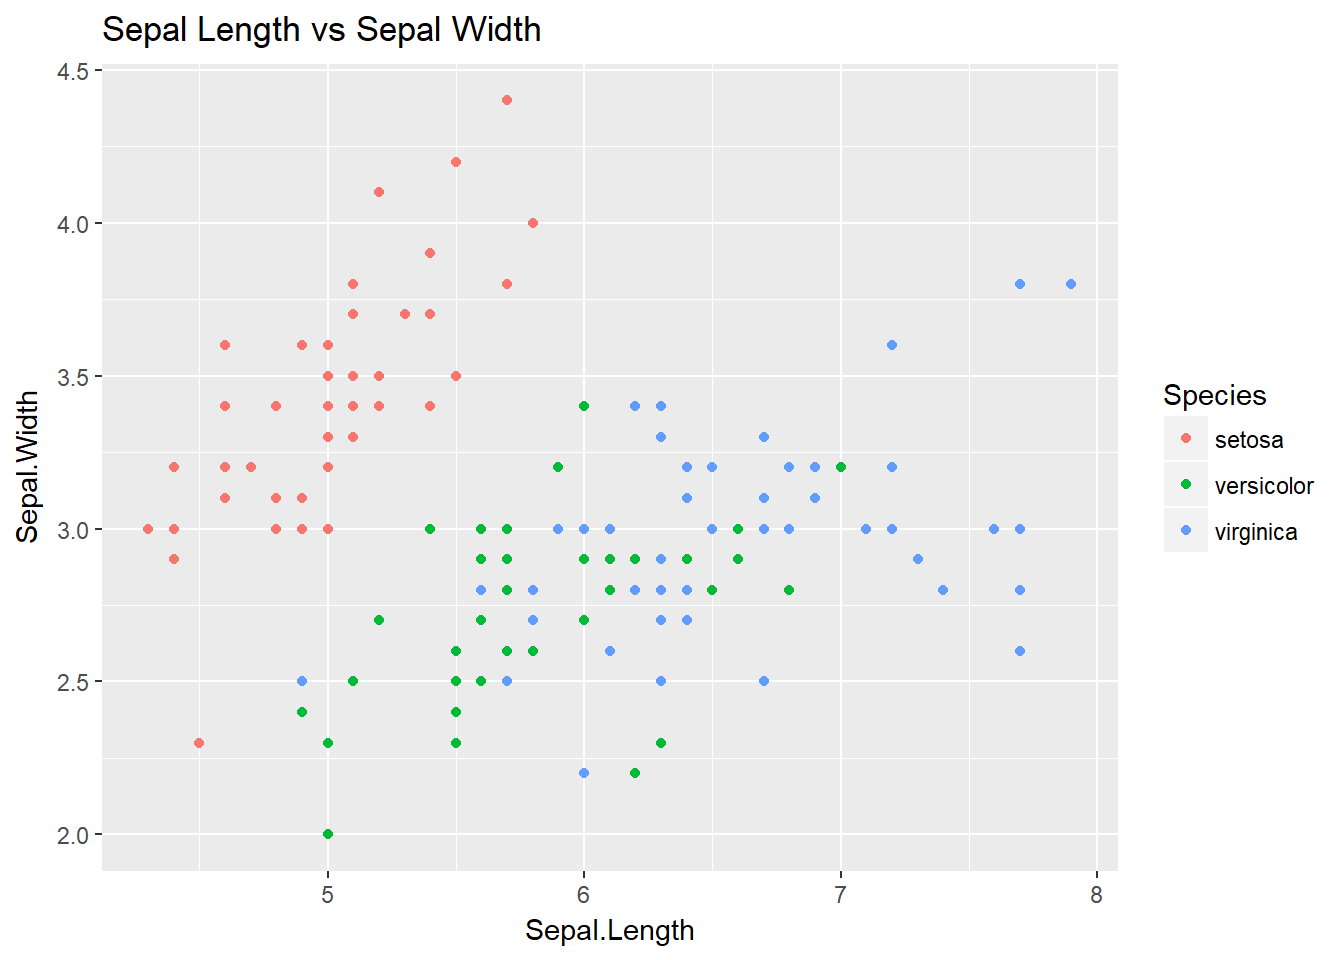 Sepal Length vs Sepal Width
4.5
4.0
3.5
3.0
2.5
2.0
Sepal.Width
5 6 7 8
Sepal.Length
Species
setosa
versicolor
virginica